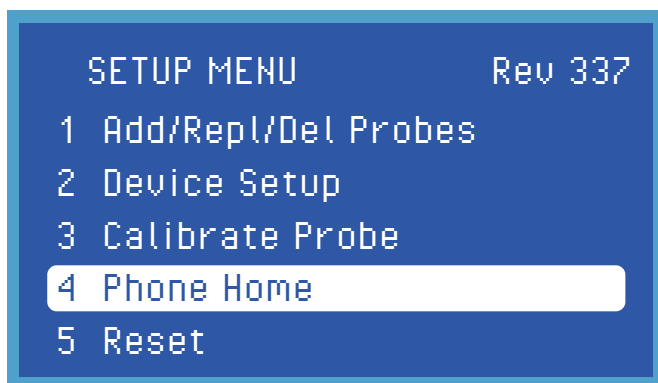 SETUP MENU Rev 337
1 Add/Repl/Del Probes
2 Device Setup
3 Calibrate Probe
4 Phone Home
5 Reset